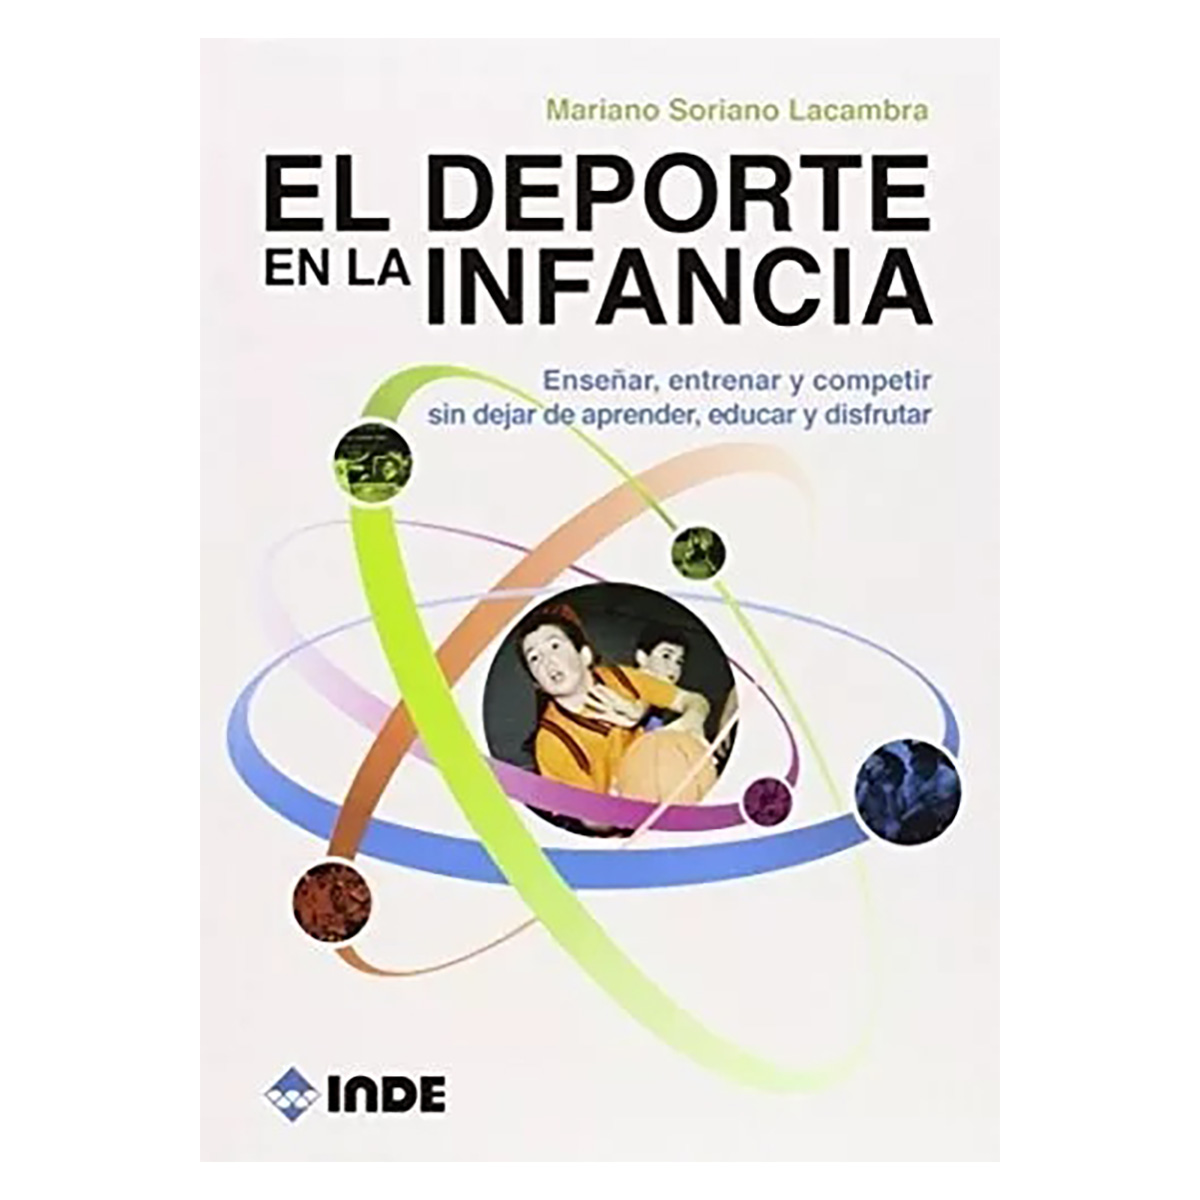 Mariano Soriano Lacambra
EL DEPORTE
EN LA INFANCIA
Enseñar, entrenar y competir
sin dejar de aprender, educar y disfrutar
INDE